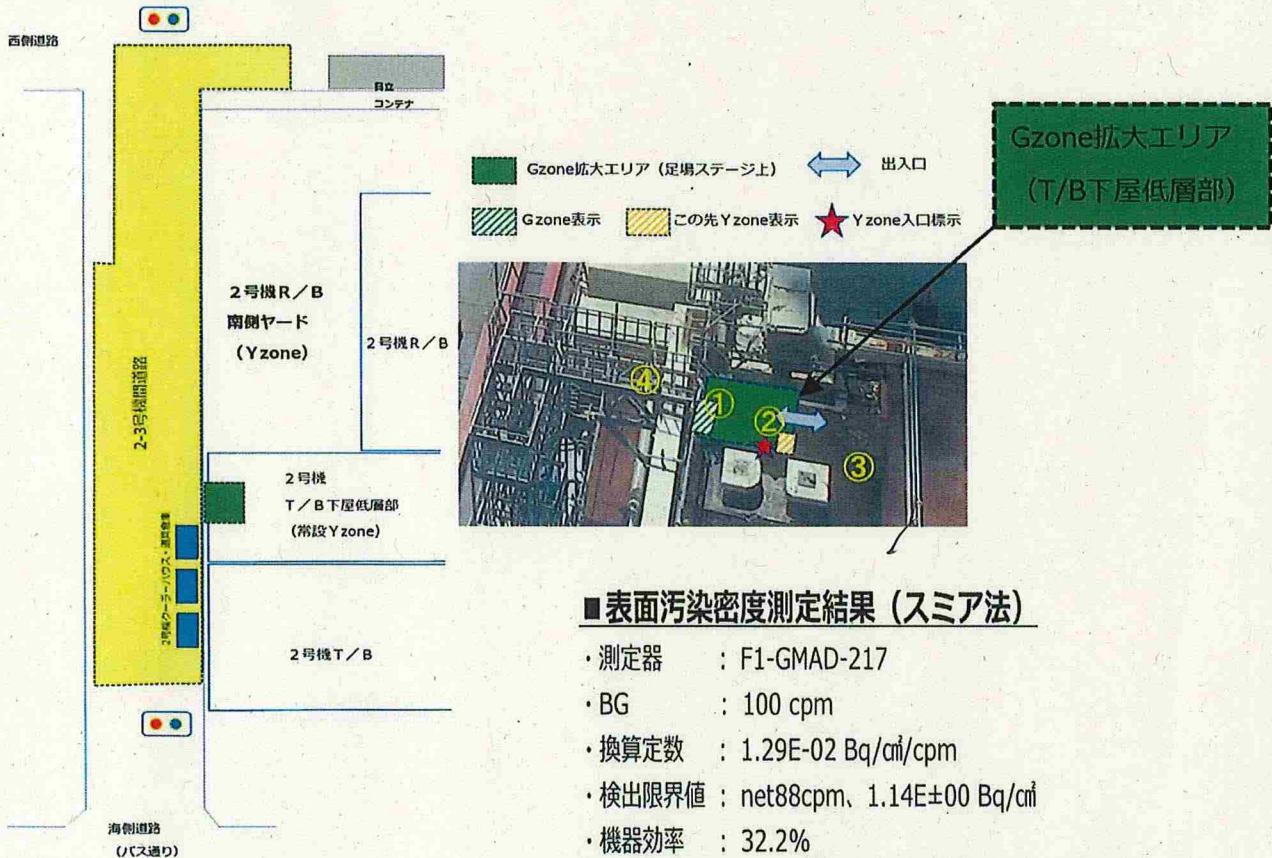 西側道路
日立
コンテナ
Gzone拡大エリア
(T/B下屋低層部)
Gzone拡大エリア（足場ステージ上）
出入口
Gzone表示
この先Yzone表示
Yzone入口標示
2号機R／B
南側ヤード
(Yzone)
2号機R／B
2-3号機間道路
①
②
③
④
2号機
T／B下屋低層部
(常設Yzone)
2号機T／B
海側道路
(バス通り)
■表面汚染密度測定結果（スミア法）
・測定器 : F1-GMAD-217
・BG : 100 cpm
・換算定数 : 1.29E-02 Bq/c㎡/cpm
・検出限界値 : net88cpm、1.14E±00 Bq/c㎡
・機器効率 : 32.2%